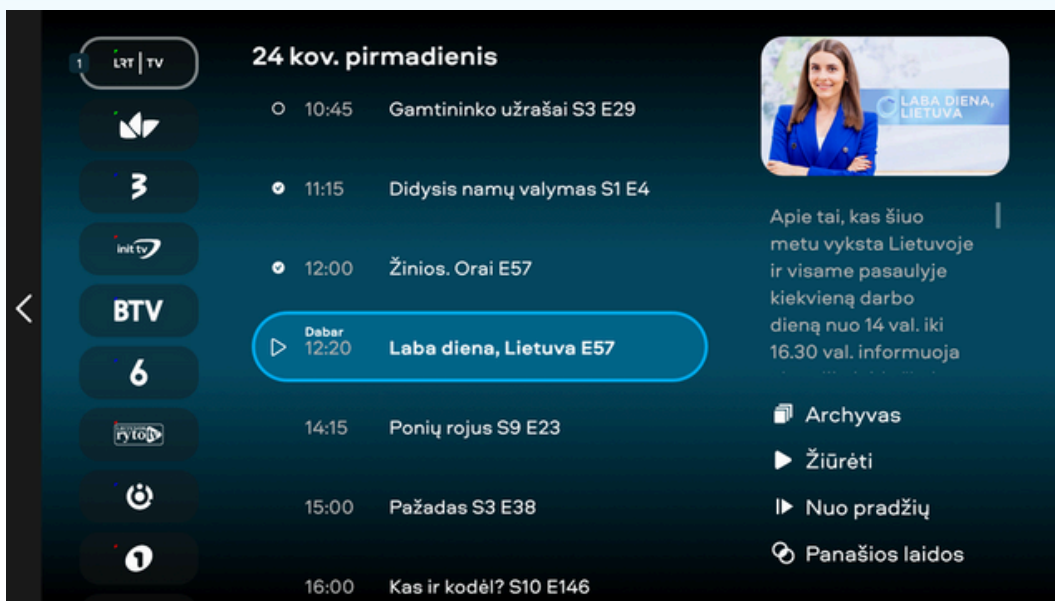 1
LRT TV
3
init tv
BTV
6
ryto tv
1
24 kov. pirmadienis
10:45 Gamtininko užrašai S3 E29
11:15 Didysis namų valymas S1 E4
12:00 Žinios. Orai E57
Dabar
12:20 Laba diena, Lietuva E57
14:15 Ponių rojus S9 E23
15:00 Pažadas S3 E38
16:00 Kas ir kodėl? S10 E146
LABA DIENA,
LIETUVA
Apie tai, kas šiuo
metu vyksta Lietuvoje
ir visame pasaulyje
kiekvieną darbo
dieną nuo 14 val. iki
16.30 val. informuoja
Archyvas
Žiūrėti
Nuo pradžių
Panašios laidos